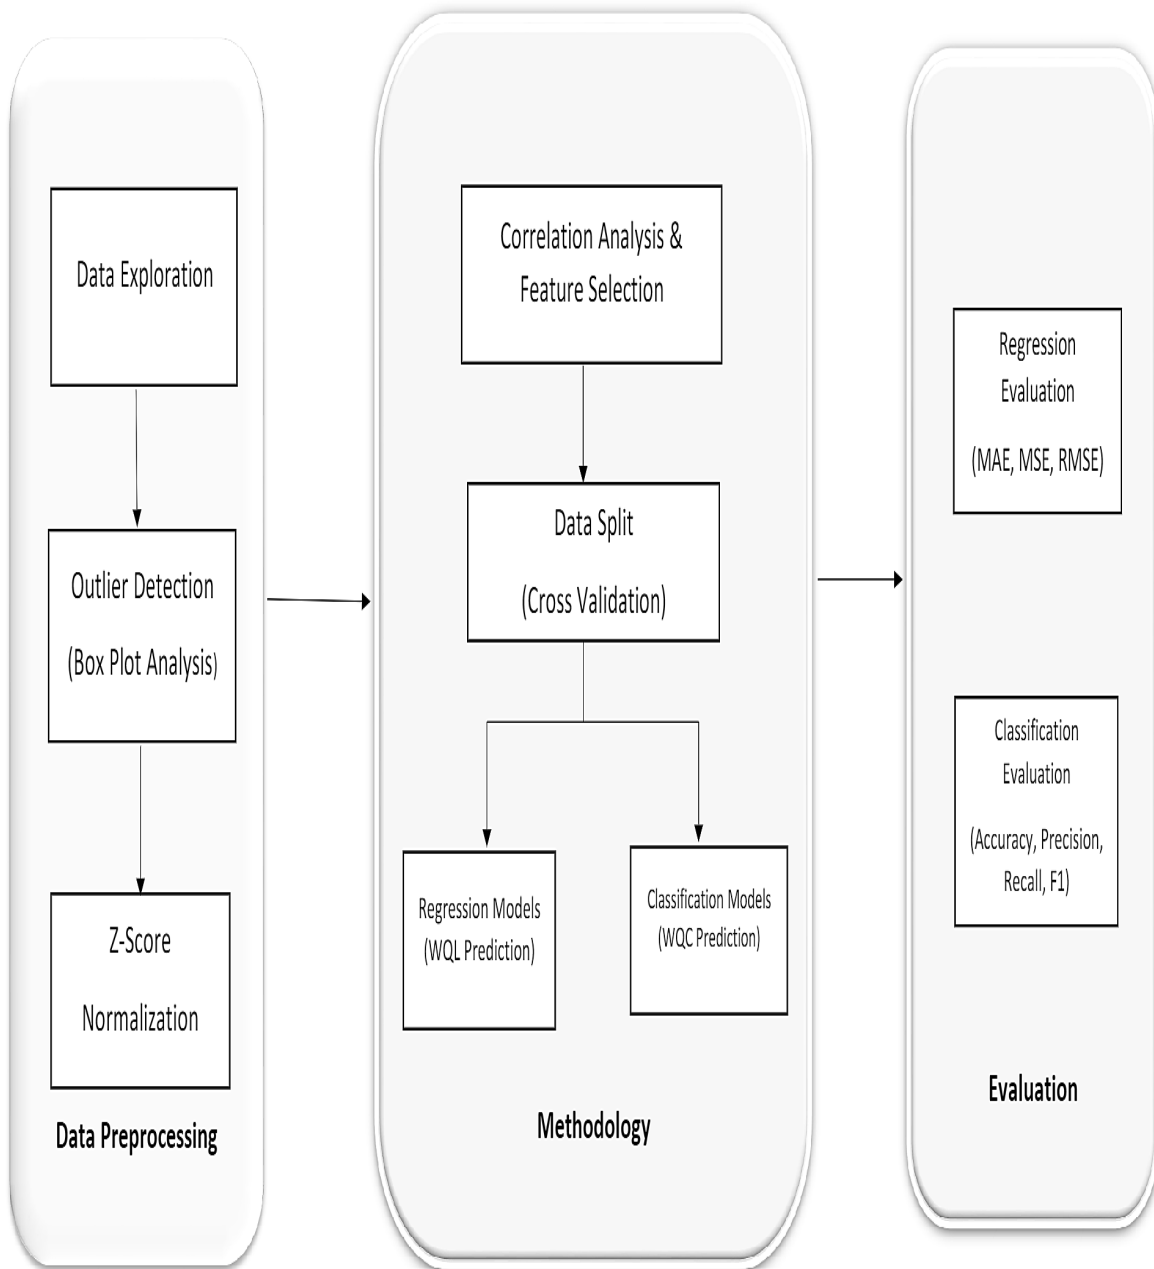 Data Exploration
Outlier Detection
(Box Plot Analysis)
Z-Score
Normalization
Data Preprocessing
Correlation Analysis &
Feature Selection
Data Split
(Cross Validation)
Regression Models
(WQL Prediction)
Classification Models
(WQC Prediction)
Methodology
Regression
Evaluation
(MAE, MSE, RMSE)
Classification
Evaluation
(Accuracy, Precision,
Recall, F1)
Evaluation